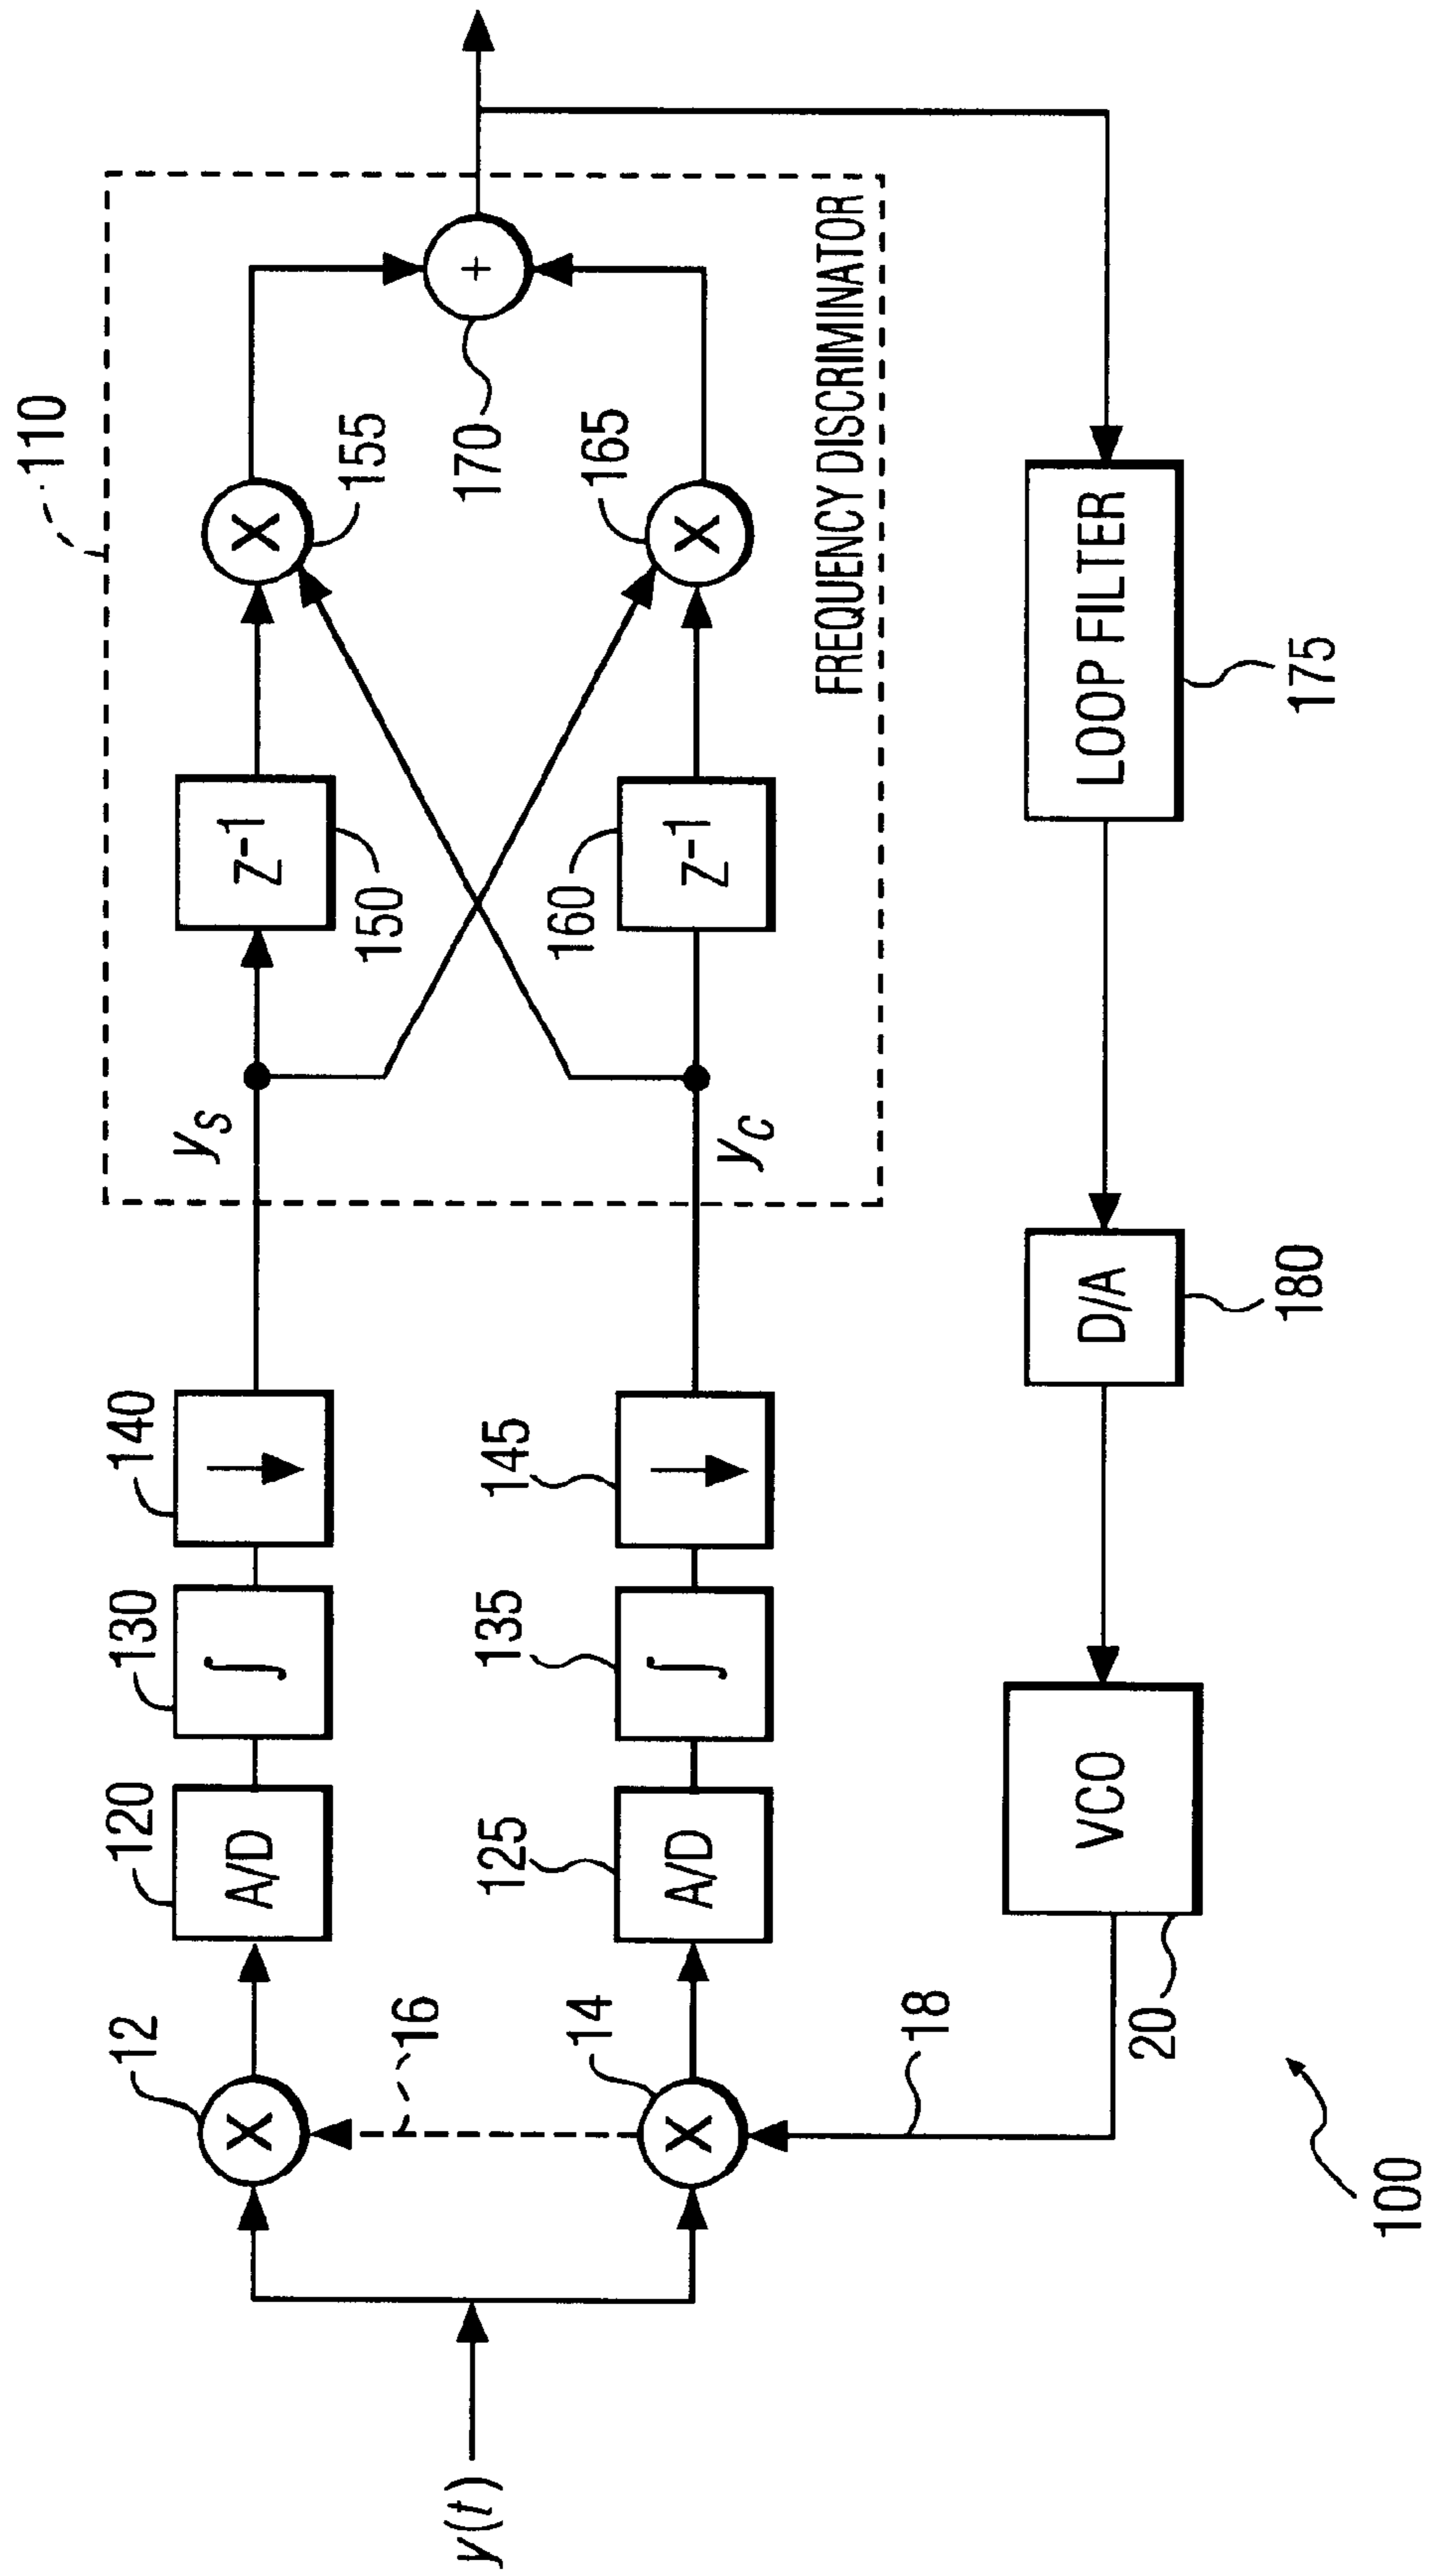 110
12
120
130
140
X
A/D
∫
y_s
Z-1
150
X
155
16
170
+
y(t)
14
125
135
145
X
A/D
∫
y_c
160
Z-1
165
X
FREQUENCY DISCRIMINATOR
18
20
VCO
D/A
180
LOOP FILTER
175
100